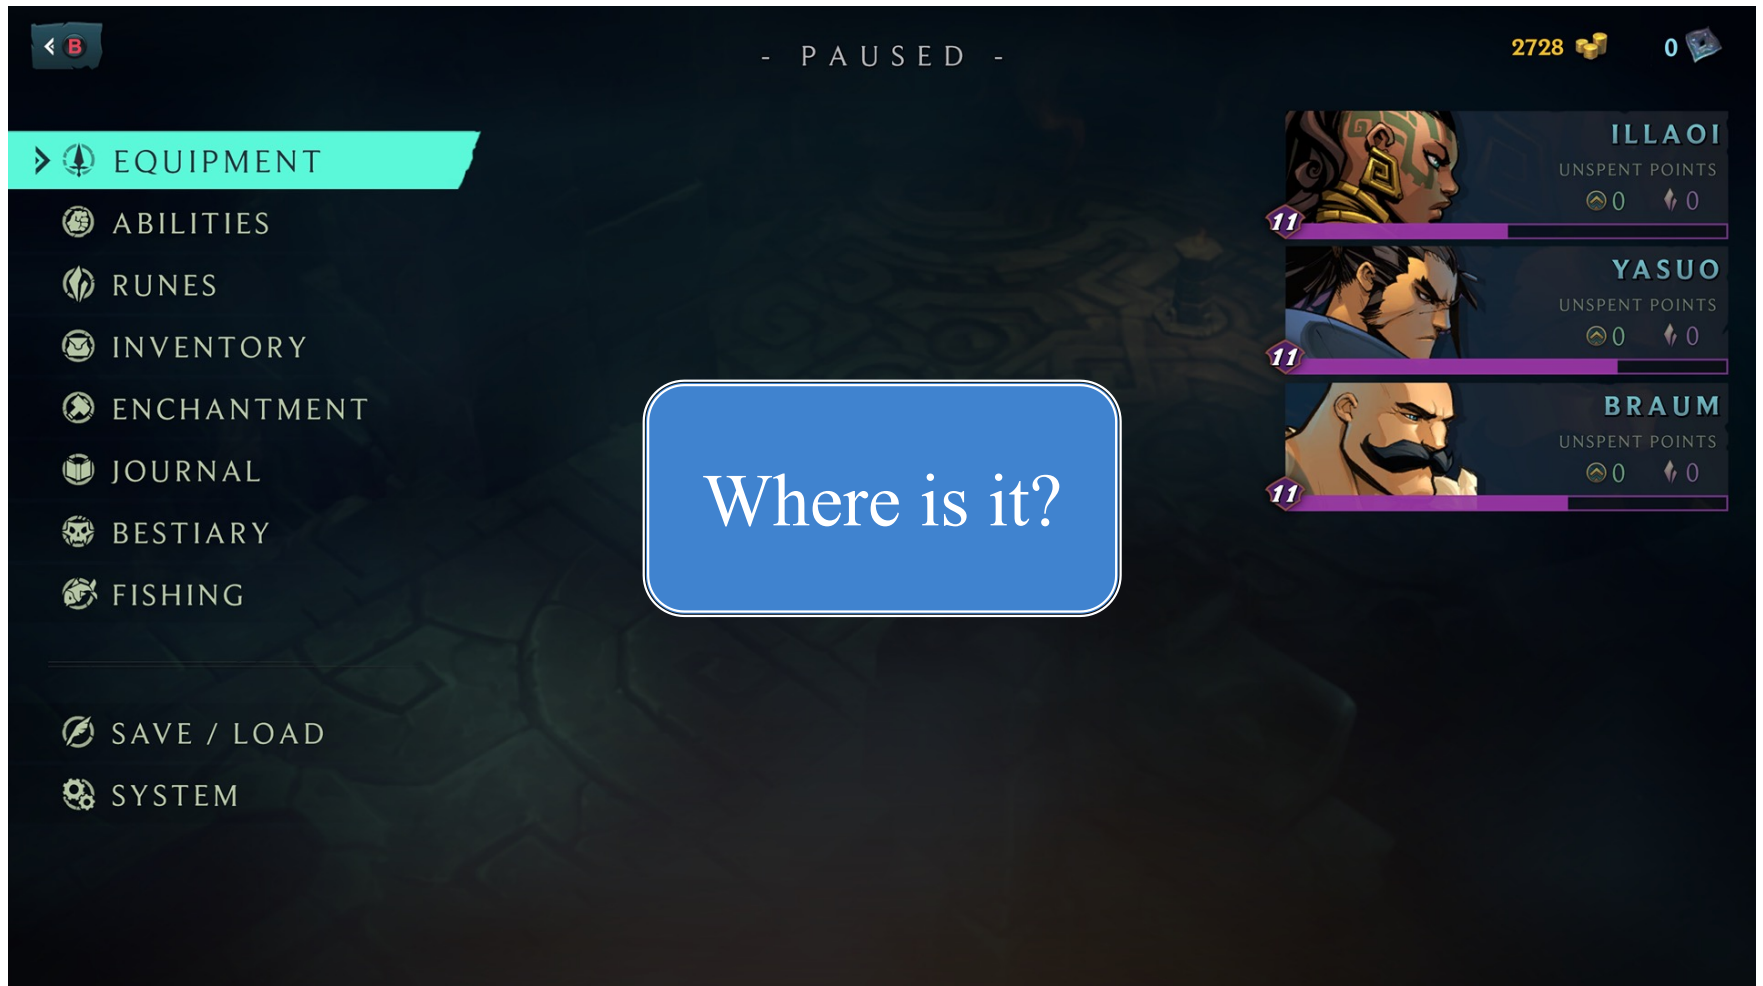 B
- PAUSED -
2728
0
EQUIPMENT
ABILITIES
RUNES
INVENTORY
ENCHANTMENT
JOURNAL
BESTIARY
FISHING
SAVE / LOAD
SYSTEM
Where is it?
ILLAOI
UNSPENT POINTS
0 0
11
YASUO
UNSPENT POINTS
0 0
11
BRAUM
UNSPENT POINTS
0 0
11